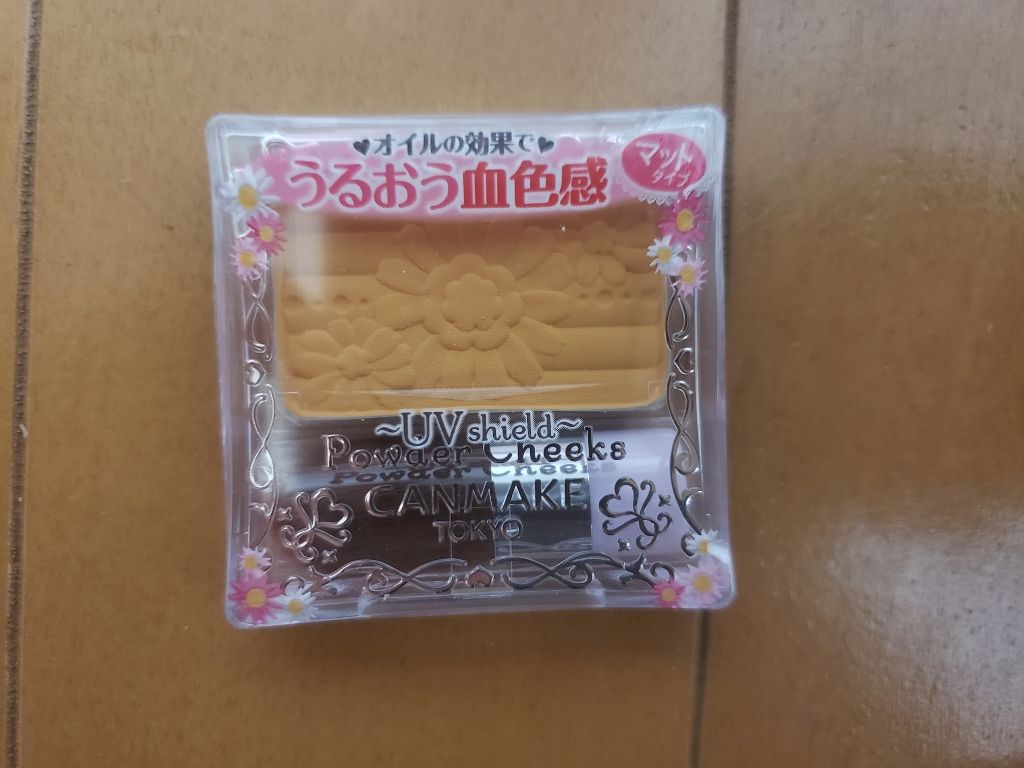 ♥オイルの効果で♥
うるおう血色感
マット
タイプ
~UV shield~
Powder Cheeks
CANMAKE
TOKYO